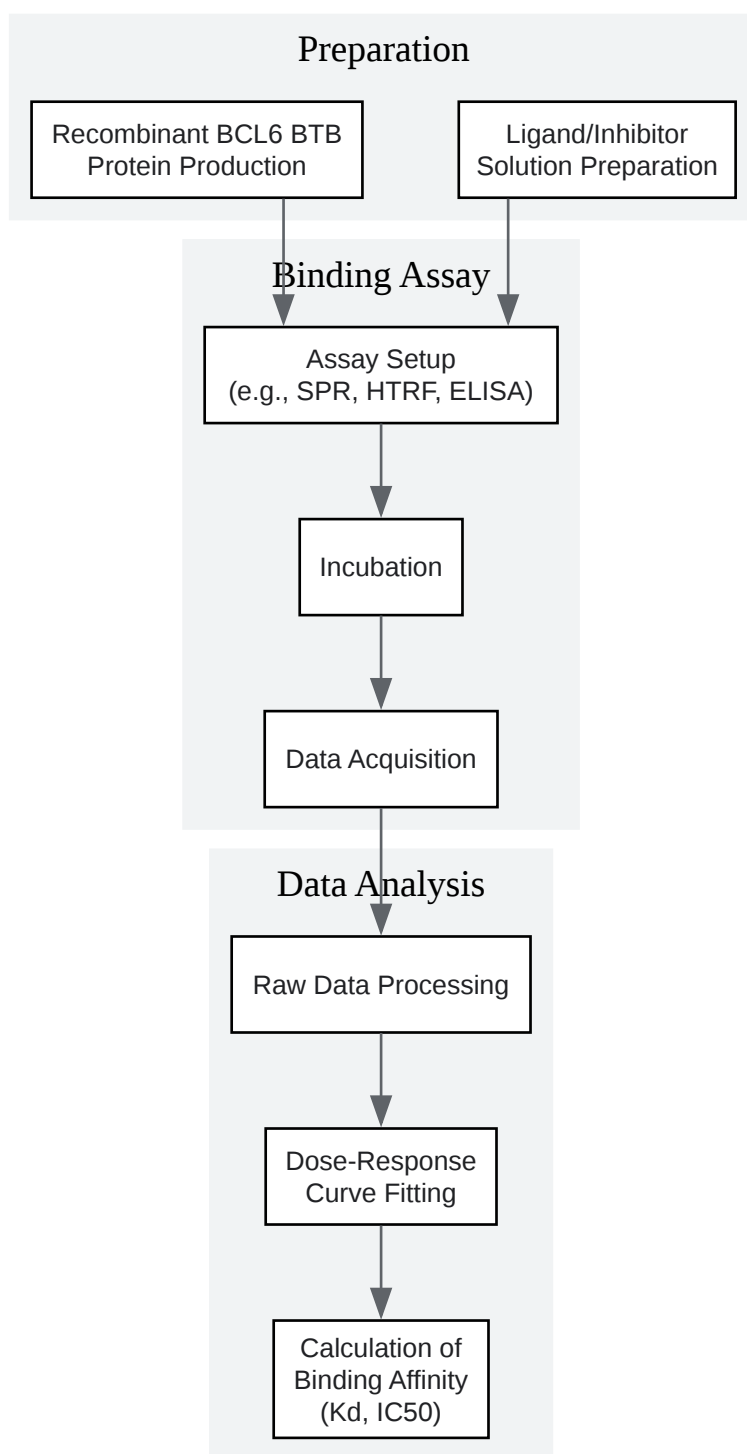 Preparation
Recombinant BCL6 BTB
Protein Production
Ligand/Inhibitor
Solution Preparation
Binding Assay
Assay Setup
(e.g., SPR, HTRF, ELISA)
Incubation
Data Acquisition
Data Analysis
Raw Data Processing
Dose-Response
Curve Fitting
Calculation of
Binding Affinity
(Kd, IC50)